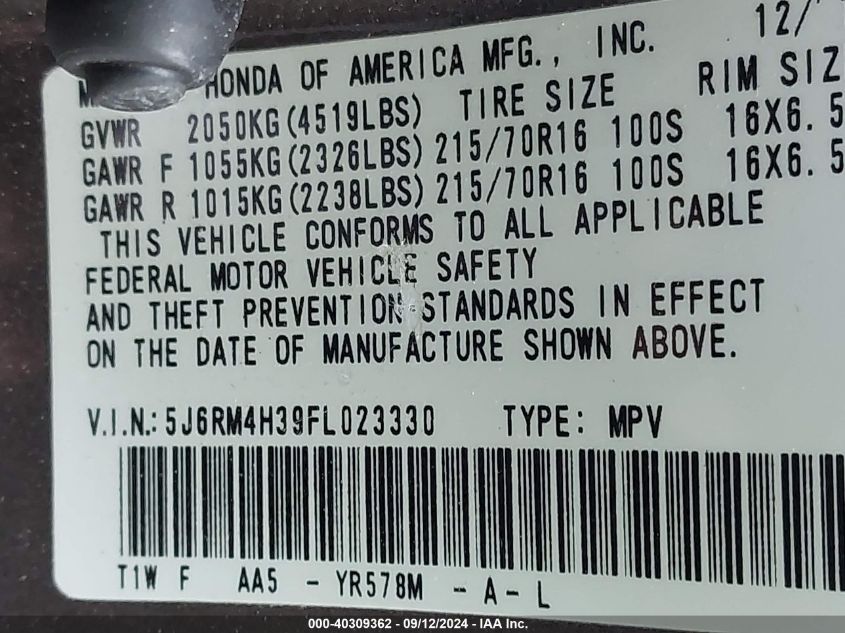 HONDA OF AMERICA MFG., INC. 12/
GVWR 2050KG(4519LBS) TIRE SIZE RIM SIZ
GAWR F 1055KG(2326LBS) 215/70R16 100S 16X6.5
GAWR R 1015KG(2238LBS) 215/70R16 100S 16X6.5
THIS VEHICLE CONFORMS TO ALL APPLICABLE
FEDERAL MOTOR VEHICLE SAFETY
AND THEFT PREVENTION STANDARDS IN EFFECT
ON THE DATE OF MANUFACTURE SHOWN ABOVE.
V.I.N.: 5J6RM4H39FL023330 TYPE: MPV
T1W F AA5 - YR578M - A - L
000-40309362 - 09/12/2024 - IAA Inc.